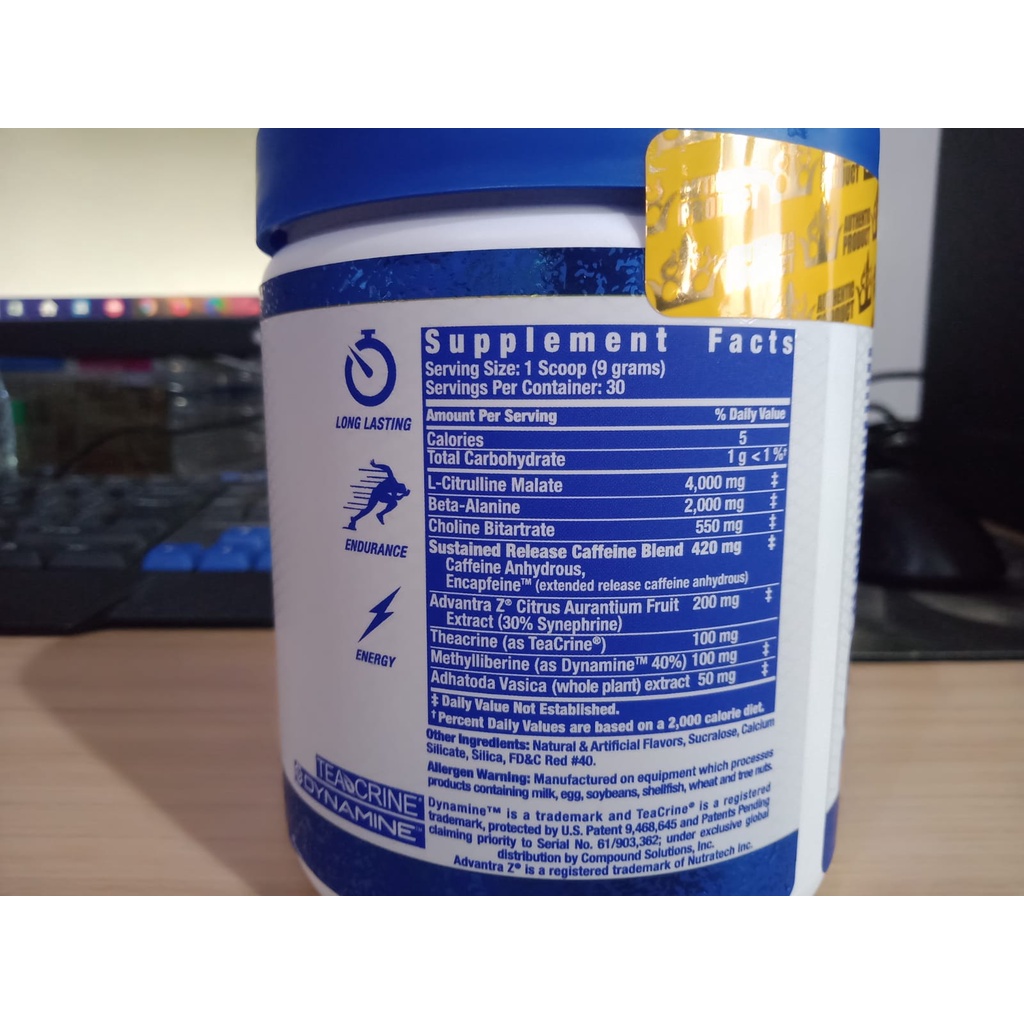 AUTHENTIC
PRODUCT
LONG LASTING
ENDURANCE
ENERGY
Supplement Facts
Serving Size: 1 Scoop (9 grams)
Servings Per Container: 30
Amount Per Serving % Daily Value
Calories 5
Total Carbohydrate 1 g <1%†
L-Citrulline Malate 4,000 mg ‡
Beta-Alanine 2,000 mg ‡
Choline Bitartrate 550 mg ‡
Sustained Release Caffeine Blend 420 mg ‡
Caffeine Anhydrous,
Encapfeine™ (extended release caffeine anhydrous)
Advantra Z® Citrus Aurantium Fruit 200 mg ‡
Extract (30% Synephrine)
Theacrine (as TeaCrine®) 100 mg
Methylliberine (as Dynamine™ 40%) 100 mg ‡
Adhatoda Vasica (whole plant) extract 50 mg ‡
‡ Daily Value Not Established.
†Percent Daily Values are based on a 2,000 calorie diet.
Other Ingredients: Natural & Artificial Flavors, Sucralose, Calcium
Silicate, Silica, FD&C Red #40.
Allergen Warning: Manufactured on equipment which processes
products containing milk, egg, soybeans, shellfish, wheat and tree nuts.
Dynamine™ is a trademark and TeaCrine® is a registered
trademark, protected by U.S. Patent 9,468,645 and Patents Pending
claiming priority to Serial No. 61/903,362; under exclusive global
distribution by Compound Solutions, Inc.
Advantra Z® is a registered trademark of Nutratech Inc.
TEACRINE®
DYNAMINE™